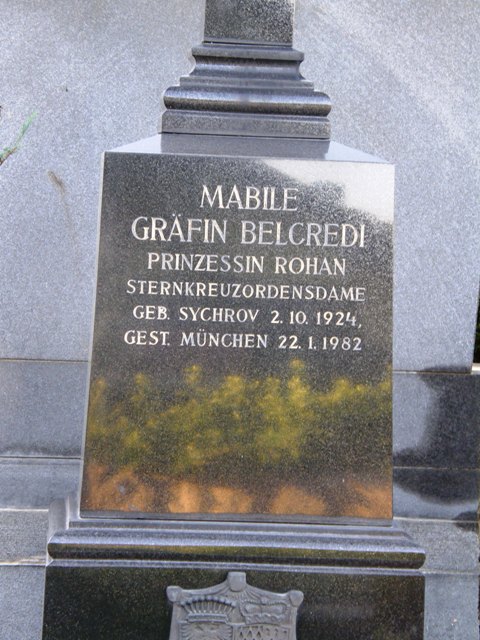 MABILE
GRÄFIN BELCREDI
PRINZESSIN ROHAN
STERNKREUZORDENSDAME
GEB. SYCHROV 2.10.1924,
GEST. MÜNCHEN 22.1.1982